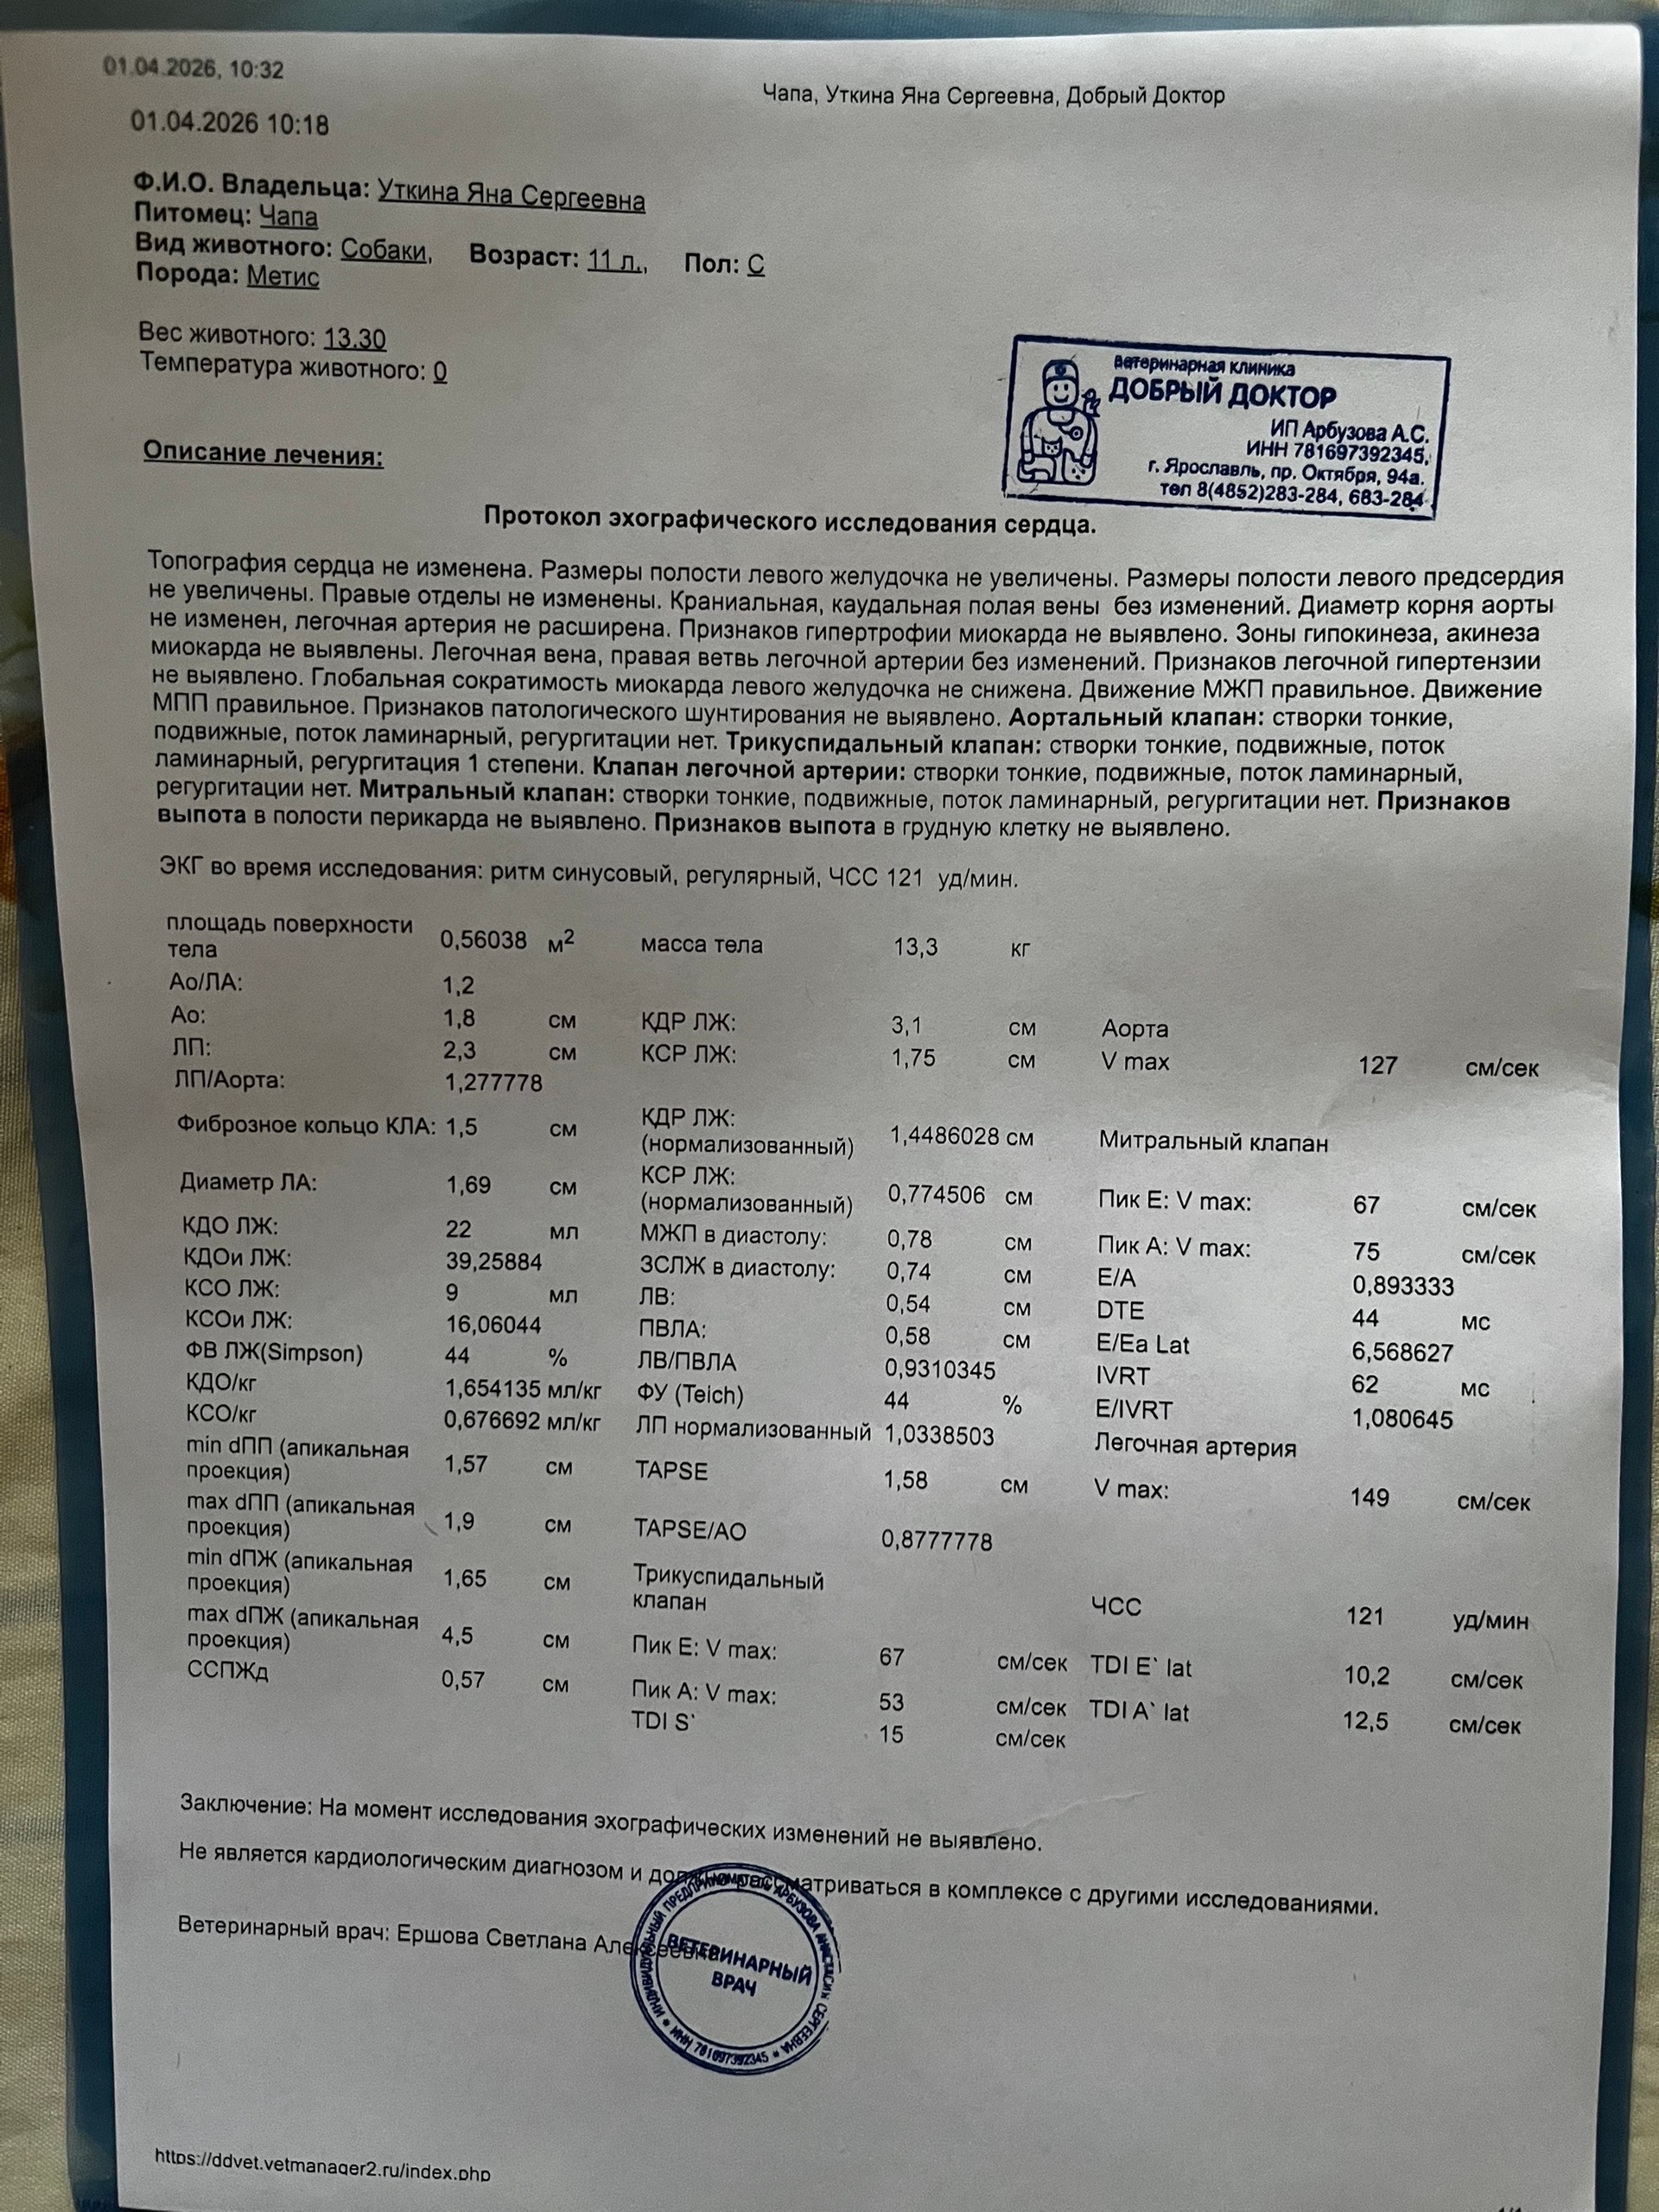 01.04.2026, 10:32
Чапа, Уткина Яна Сергеевна, Добрый Доктор
01.04.2026 10:18
Ф.И.О. Владельца: Уткина Яна Сергеевна
Питомец: Чапа
Вид животного: Собаки, Возраст: 11 л., Пол: С
Порода: Метис
Вес животного: 13.30
Температура животного: 0
ветеринарная клиника
ДОБРЫЙ ДОКТОР
ИП Арбузова А.С.
ИНН 781697392345,
г. Ярославль, пр. Октября, 94а.
тел 8(4852)283-284, 683-284
Описание лечения:
Протокол эхографического исследования сердца.
Топография сердца не изменена. Размеры полости левого желудочка не увеличены. Размеры полости левого предсердия
не увеличены. Правые отделы не изменены. Краниальная, каудальная полая вены без изменений. Диаметр корня аорты
не изменен, легочная артерия не расширена. Признаков гипертрофии миокарда не выявлено. Зоны гипокинеза, акинеза
миокарда не выявлены. Легочная вена, правая ветвь легочной артерии без изменений. Признаков легочной гипертензии
не выявлено. Глобальная сократимость миокарда левого желудочка не снижена. Движение МЖП правильное. Движение
МПП правильное. Признаков патологического шунтирования не выявлено. Аортальный клапан: створки тонкие,
подвижные, поток ламинарный, регургитации нет. Трикуспидальный клапан: створки тонкие, подвижные, поток
ламинарный, регургитация 1 степени. Клапан легочной артерии: створки тонкие, подвижные, поток ламинарный,
регургитации нет. Митральный клапан: створки тонкие, подвижные, поток ламинарный, регургитации нет. Признаков
выпота в полости перикарда не выявлено. Признаков выпота в грудную клетку не выявлено.
ЭКГ во время исследования: ритм синусовый, регулярный, ЧСС 121 уд/мин.
площадь поверхности
тела 0,56038 м2 масса тела 13,3 кг
Ао/ЛА: 1,2
Ао: 1,8 см КДР ЛЖ: 3,1 см Аорта
ЛП: 2,3 см КСР ЛЖ: 1,75 см V max 127 см/сек
ЛП/Аорта: 1,277778
Фиброзное кольцо КЛА: 1,5 см КДР ЛЖ:
(нормализованный) 1,4486028 см Митральный клапан
Диаметр ЛА: 1,69 см КСР ЛЖ:
(нормализованный) 0,774506 см Пик E: V max: 67 см/сек
КДО ЛЖ: 22 мл МЖП в диастолу: 0,78 см Пик A: V max: 75 см/сек
КДОи ЛЖ: 39,25884 ЗСЛЖ в диастолу: 0,74 см E/A 0,893333
КСО ЛЖ: 9 мл ЛВ: 0,54 см DTE 44 мс
КСОи ЛЖ: 16,06044 ПВЛА: 0,58 см E/Ea Lat 6,568627
ФВ ЛЖ(Simpson) 44 % ЛВ/ПВЛА 0,9310345 IVRT 62 мс
КДО/кг 1,654135 мл/кг ФУ (Teich) 44 % E/IVRT 1,080645
КСО/кг 0,676692 мл/кг ЛП нормализованный 1,0338503 Легочная артерия
min dПП (апикальная
проекция) 1,57 см TAPSE 1,58 см V max: 149 см/сек
max dПП (апикальная
проекция) 1,9 см TAPSE/AO 0,8777778
min dПЖ (апикальная
проекция) 1,65 см Трикуспидальный
клапан ЧСС 121 уд/мин
max dПЖ (апикальная
проекция) 4,5 см Пик E: V max: 67 см/сек TDI E` lat 10,2 см/сек
ССПЖд 0,57 см Пик A: V max: 53 см/сек TDI A` lat 12,5 см/сек
TDI S` 15 см/сек
Заключение: На момент исследования эхографических изменений не выявлено.
Не является кардиологическим диагнозом и должно рассматриваться в комплексе с другими исследованиями.
Ветеринарный врач: Ершова Светлана Алексеевна
ИНДИВИДУАЛЬНЫЙ ПРЕДПРИНИМАТЕЛЬ АРБУЗОВА АНАСТАСИЯ СЕРГЕЕВНА * ИНН 781697392345 *
ВЕТЕРИНАРНЫЙ
ВРАЧ
https://ddvet.vetmanager2.ru/index.php